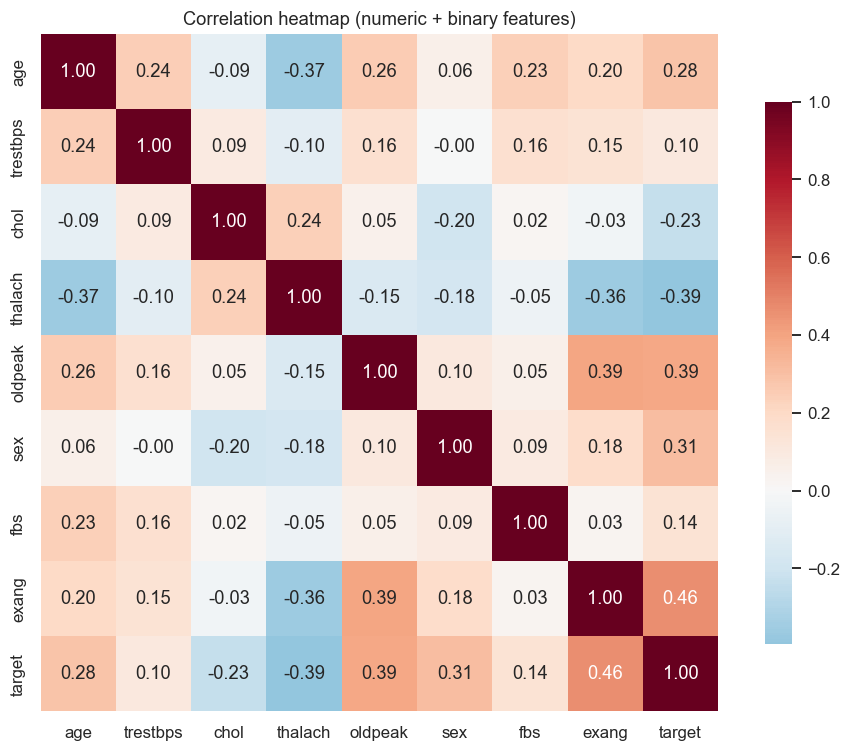 Correlation heatmap (numeric + binary features)
age 1.00 0.24 -0.09 -0.37 0.26 0.06 0.23 0.20 0.28
trestbps 0.24 1.00 0.09 -0.10 0.16 -0.00 0.16 0.15 0.10
chol -0.09 0.09 1.00 0.24 0.05 -0.20 0.02 -0.03 -0.23
thalach -0.37 -0.10 0.24 1.00 -0.15 -0.18 -0.05 -0.36 -0.39
oldpeak 0.26 0.16 0.05 -0.15 1.00 0.10 0.05 0.39 0.39
sex 0.06 -0.00 -0.20 -0.18 0.10 1.00 0.09 0.18 0.31
fbs 0.23 0.16 0.02 -0.05 0.05 0.09 1.00 0.03 0.14
exang 0.20 0.15 -0.03 -0.36 0.39 0.18 0.03 1.00 0.46
target 0.28 0.10 -0.23 -0.39 0.39 0.31 0.14 0.46 1.00
age trestbps chol thalach oldpeak sex fbs exang target
1.0
0.8
0.6
0.4
0.2
0.0
−0.2